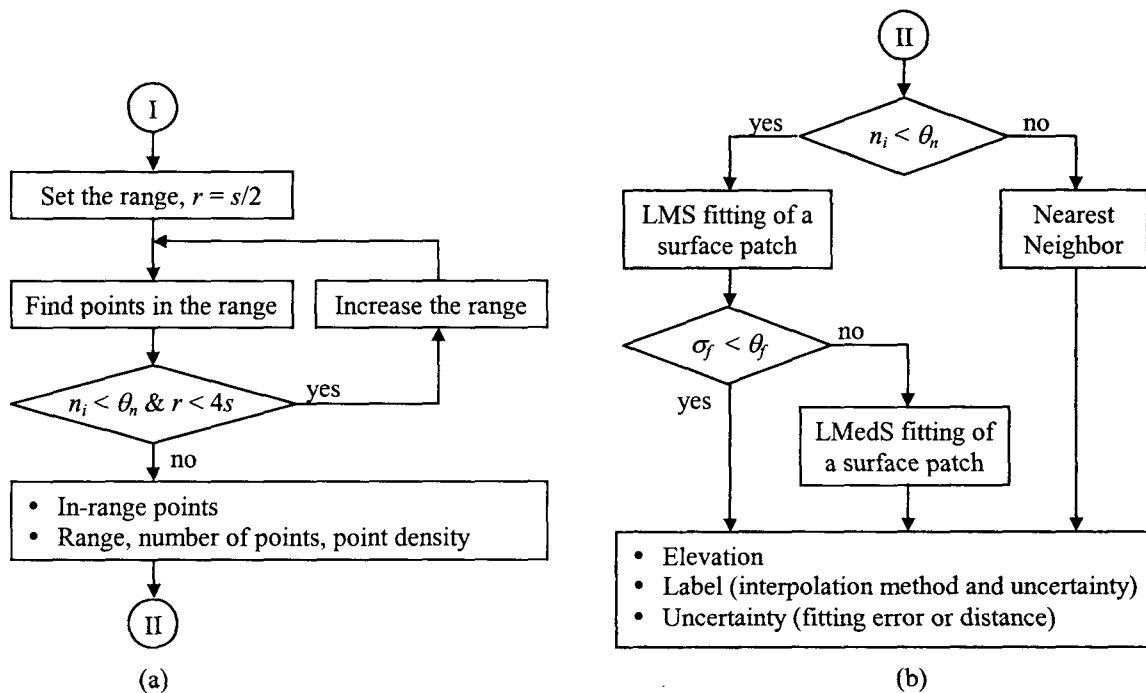 I
Set the range, r = s/2
Find points in the range
Increase the range
n_i < θ_n & r < 4s
yes
no
• In-range points
• Range, number of points, point density
II
(a)
II
n_i < θ_n
yes
no
LMS fitting of a
surface patch
Nearest
Neighbor
σ_f < θ_f
no
yes
LMedS fitting of
a surface patch
• Elevation
• Label (interpolation method and uncertainty)
• Uncertainty (fitting error or distance)
(b)